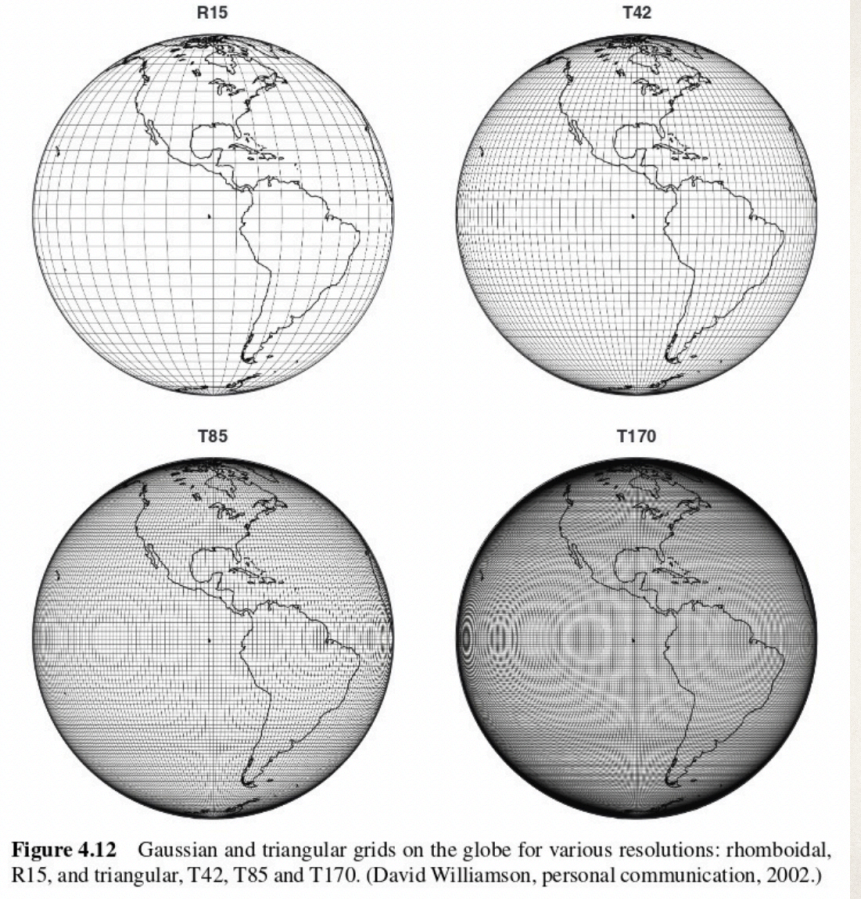 R15
T42
T85
T170
Figure 4.12 Gaussian and triangular grids on the globe for various resolutions: rhomboidal,
R15, and triangular, T42, T85 and T170. (David Williamson, personal communication, 2002.)